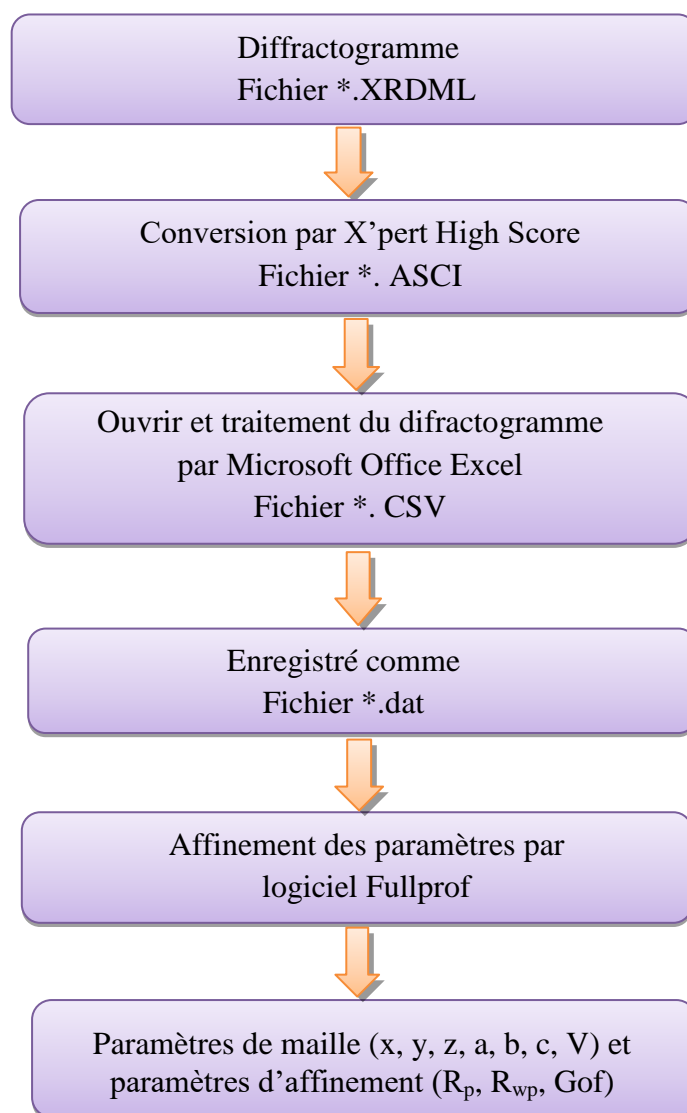 Diffractogramme
Fichier *.XRDML
Conversion par X’pert High Score
Fichier *. ASCI
Ouvrir et traitement du difractogramme
par Microsoft Office Excel
Fichier *. CSV
Enregistré comme
Fichier *.dat
Affinement des paramètres par
logiciel Fullprof
Paramètres de maille (x, y, z, a, b, c, V) et
paramètres d’affinement (Rp, Rwp, Gof)